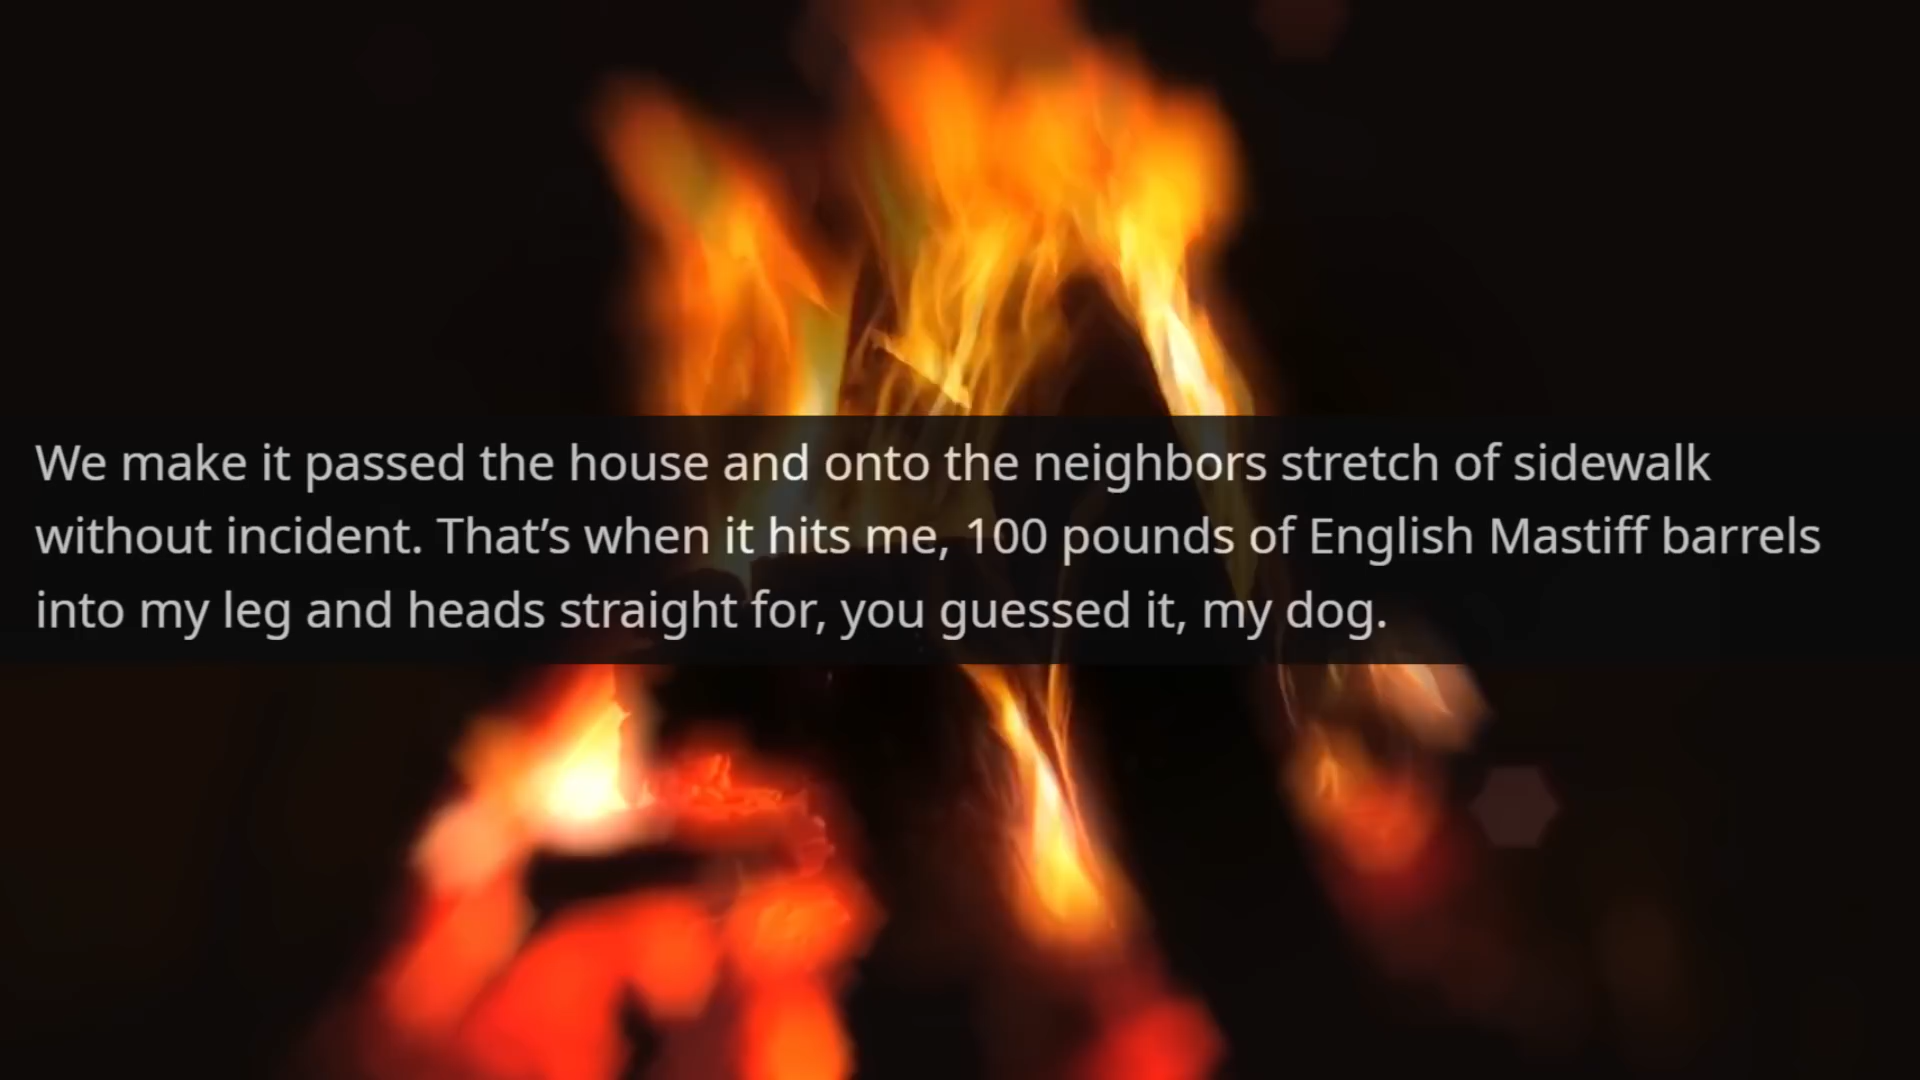 We make it passed the house and onto the neighbors stretch of sidewalk
without incident. That’s when it hits me, 100 pounds of English Mastiff barrels
into my leg and heads straight for, you guessed it, my dog.